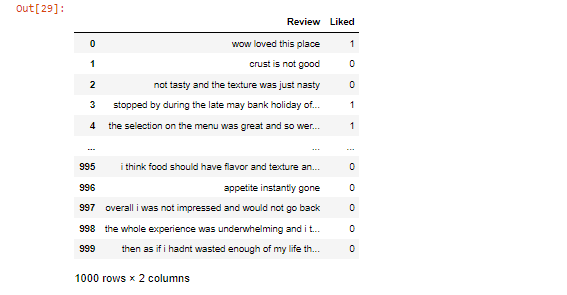 Out[29]:
Review Liked
0 wow loved this place 1
1 crust is not good 0
2 not tasty and the texture was just nasty 0
3 stopped by during the late may bank holiday of... 1
4 the selection on the menu was great and so wer... 1
... ... ...
995 i think food should have flavor and texture an... 0
996 appetite instantly gone 0
997 overall i was not impressed and would not go back 0
998 the whole experience was underwhelming and i t... 0
999 then as if i hadnt wasted enough of my life th... 0
1000 rows × 2 columns